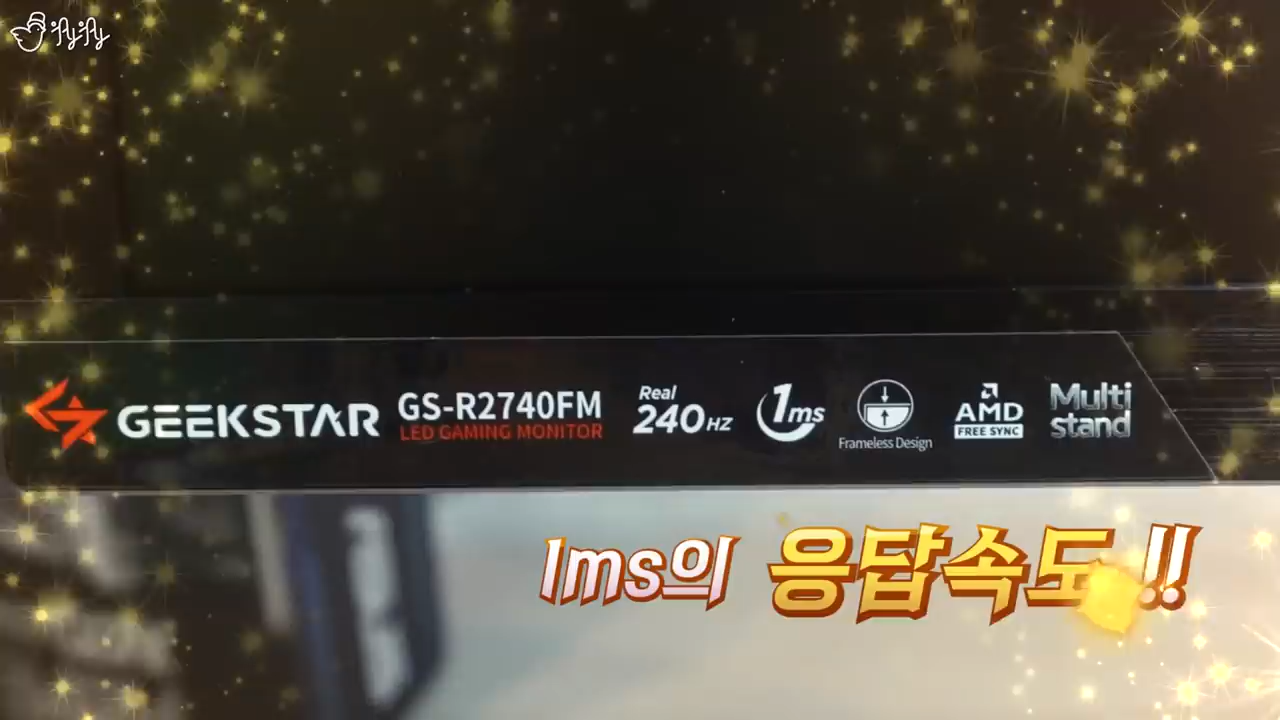 GEEKSTAR
GS-R2740FM
LED GAMING MONITOR
Real
240HZ
1ms
Frameless Design
AMD
FREE SYNC
Multi
stand
1ms의 응답속도!!